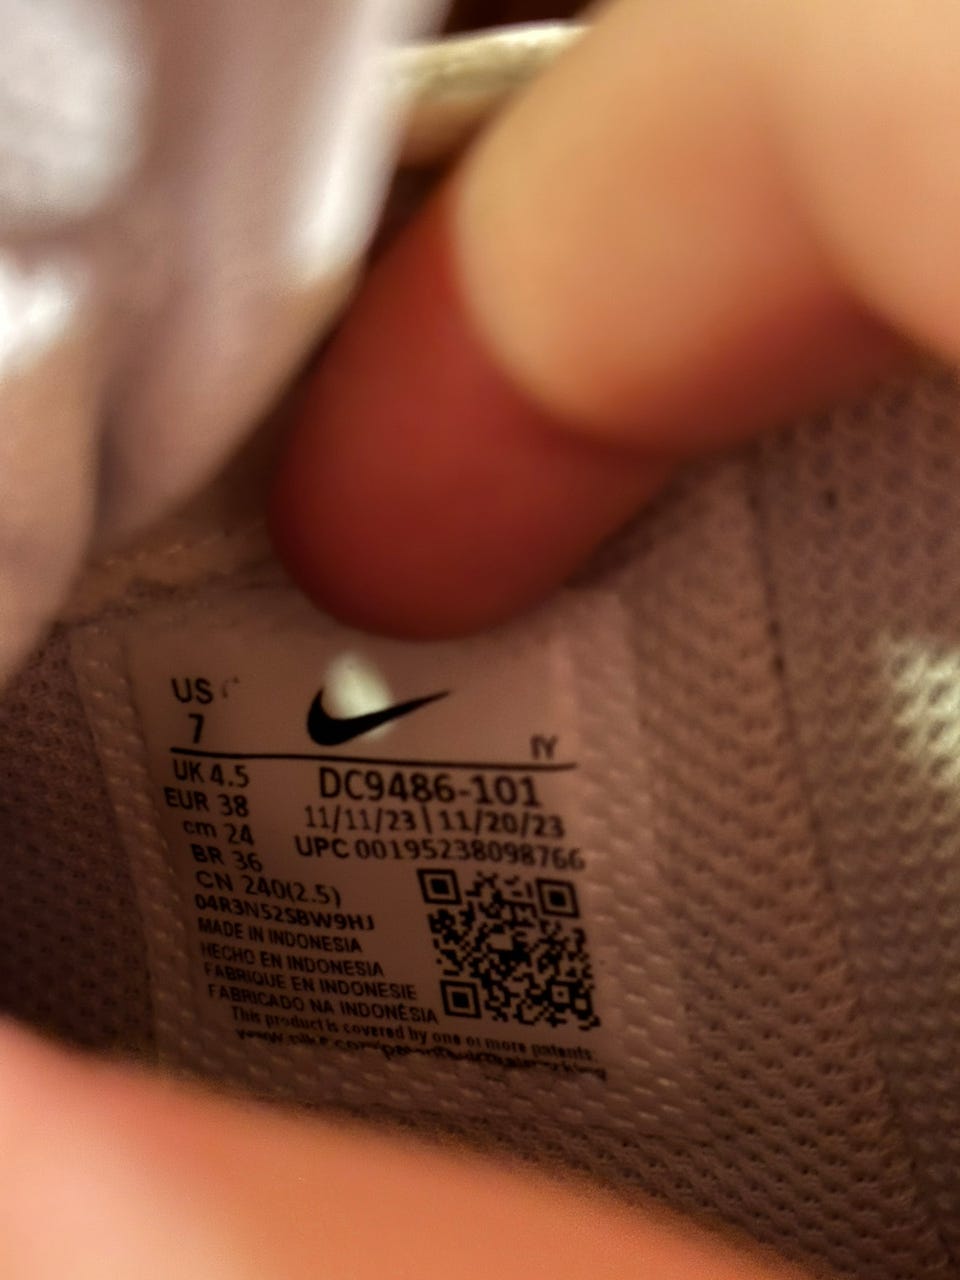 US
7
IY
UK 4.5
EUR 38
cm 24
BR 36
CN 240(2.5)
04R3N52SBW9HJ
MADE IN INDONESIA
HECHO EN INDONESIA
FABRIQUE EN INDONESIE
FABRICADO NA INDONÉSIA
DC9486-101
11/11/23 | 11/20/23
UPC 00195238098766
This product is covered by one or more patents.